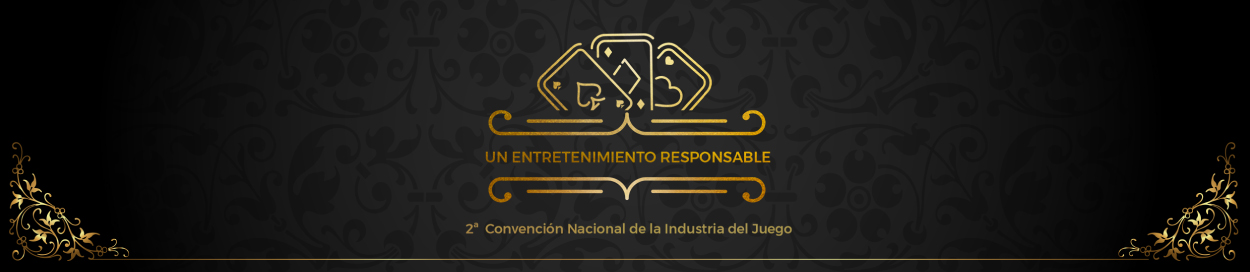 UN ENTRETENIMIENTO RESPONSABLE
2ª Convención Nacional de la Industria del Juego